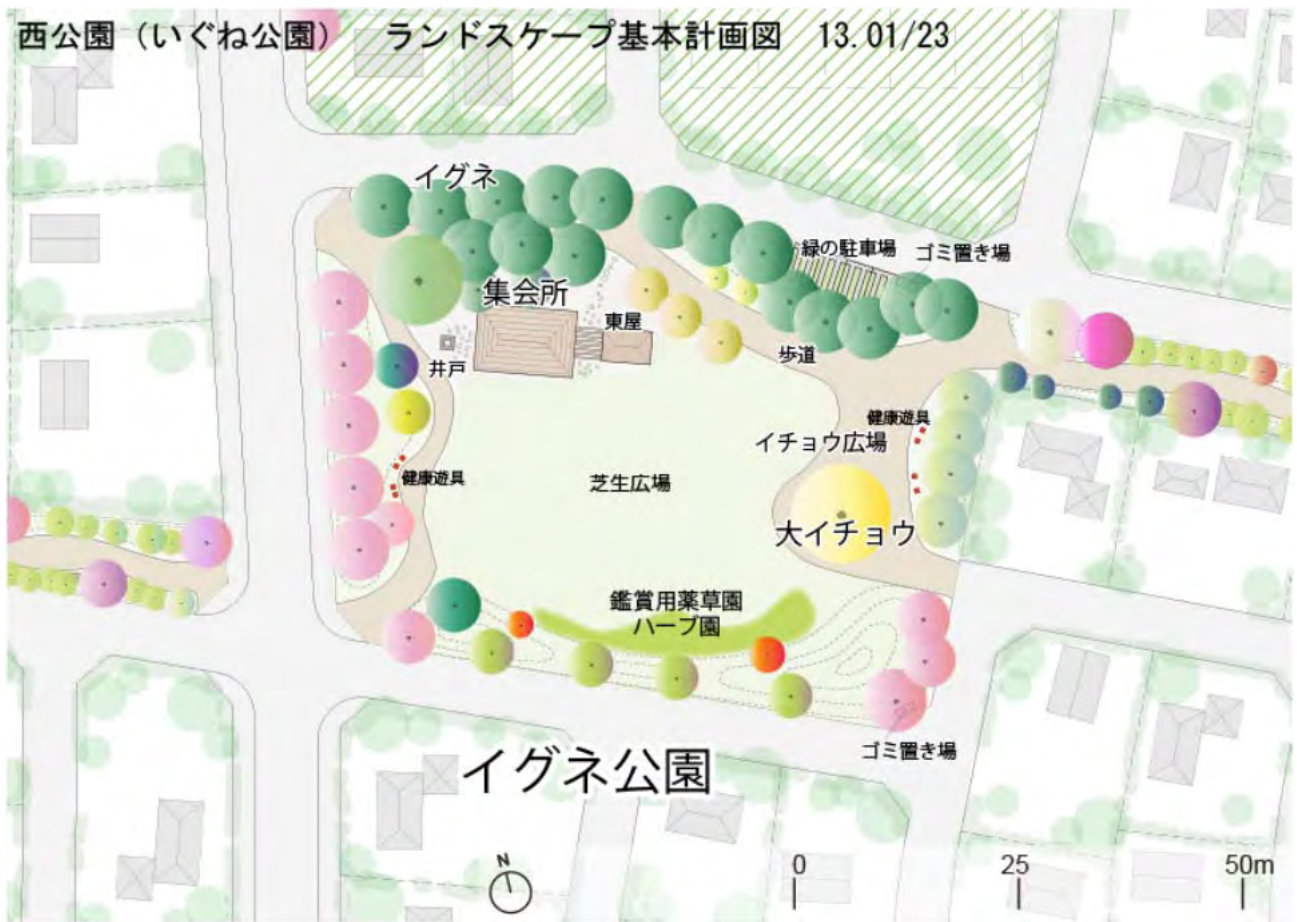 西公園（いぐね公園） ランドスケープ基本計画図 13.01/23
イグネ
緑の駐車場
ゴミ置き場
集会所
東屋
井戸
歩道
健康遊具
イチョウ広場
健康遊具
芝生広場
大イチョウ
鑑賞用薬草園
ハーブ園
ゴミ置き場
イグネ公園
N
0 25 50m